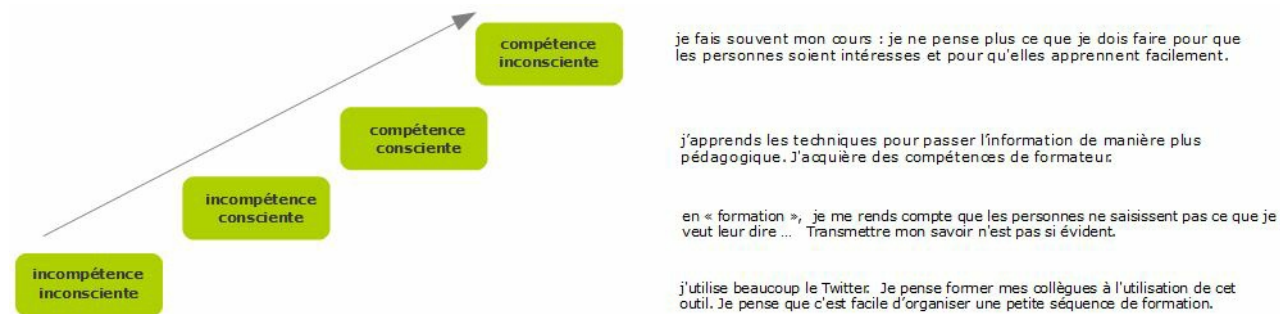 compétence
inconsciente
je fais souvent mon cours : je ne pense plus ce que je dois faire pour que
les personnes soient intéresses et pour qu'elles apprennent facilement.
compétence
consciente
j'apprends les techniques pour passer l'information de manière plus
pédagogique. J'acquière des compétences de formateur.
incompétence
consciente
en « formation », je me rends compte que les personnes ne saisissent pas ce que je
veut leur dire ... Transmettre mon savoir n'est pas si évident.
incompétence
inconsciente
j'utilise beaucoup le Twitter. Je pense former mes collègues à l'utilisation de cet
outil. Je pense que c'est facile d'organiser une petite séquence de formation.